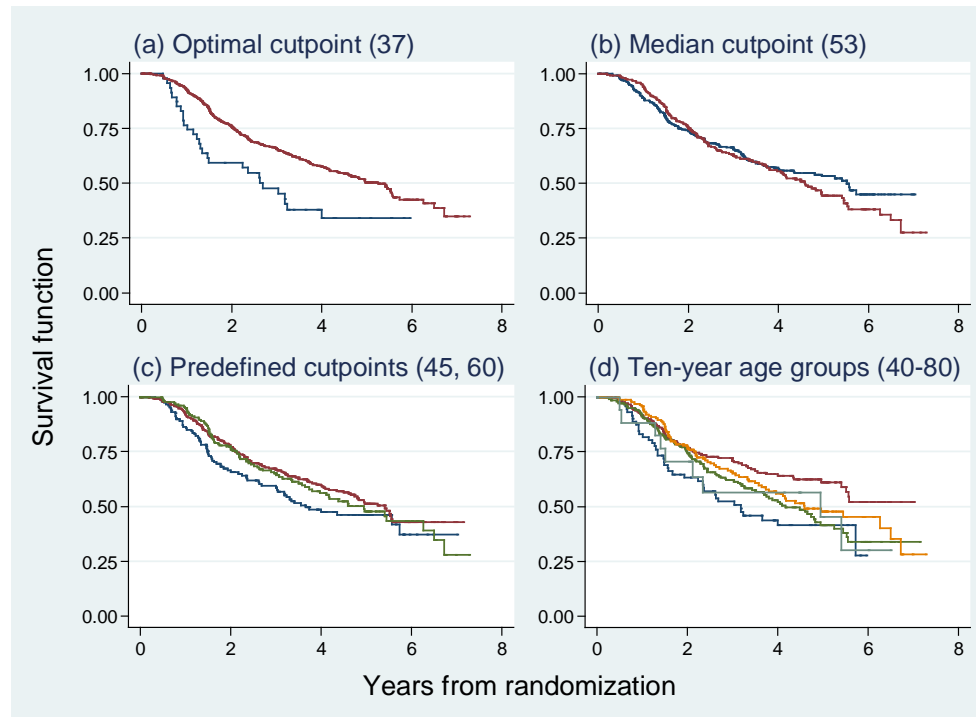 (a) Optimal cutpoint (37)
(b) Median cutpoint (53)
1.00
0.75
0.50
0.25
0.00
0 2 4 6 8
1.00
0.75
0.50
0.25
0.00
0 2 4 6 8
(c) Predefined cutpoints (45, 60)
(d) Ten-year age groups (40-80)
1.00
0.75
0.50
0.25
0.00
0 2 4 6 8
1.00
0.75
0.50
0.25
0.00
0 2 4 6 8
Survival function
Years from randomization